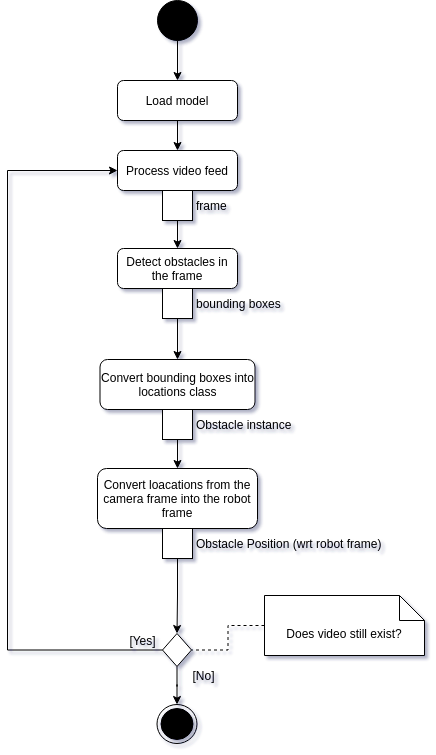 Load model
Process video feed
frame
Detect obstacles in
the frame
bounding boxes
Convert bounding boxes into
locations class
Obstacle instance
Convert loacations from the
camera frame into the robot
frame
Obstacle Position (wrt robot frame)
[Yes]
Does video still exist?
[No]